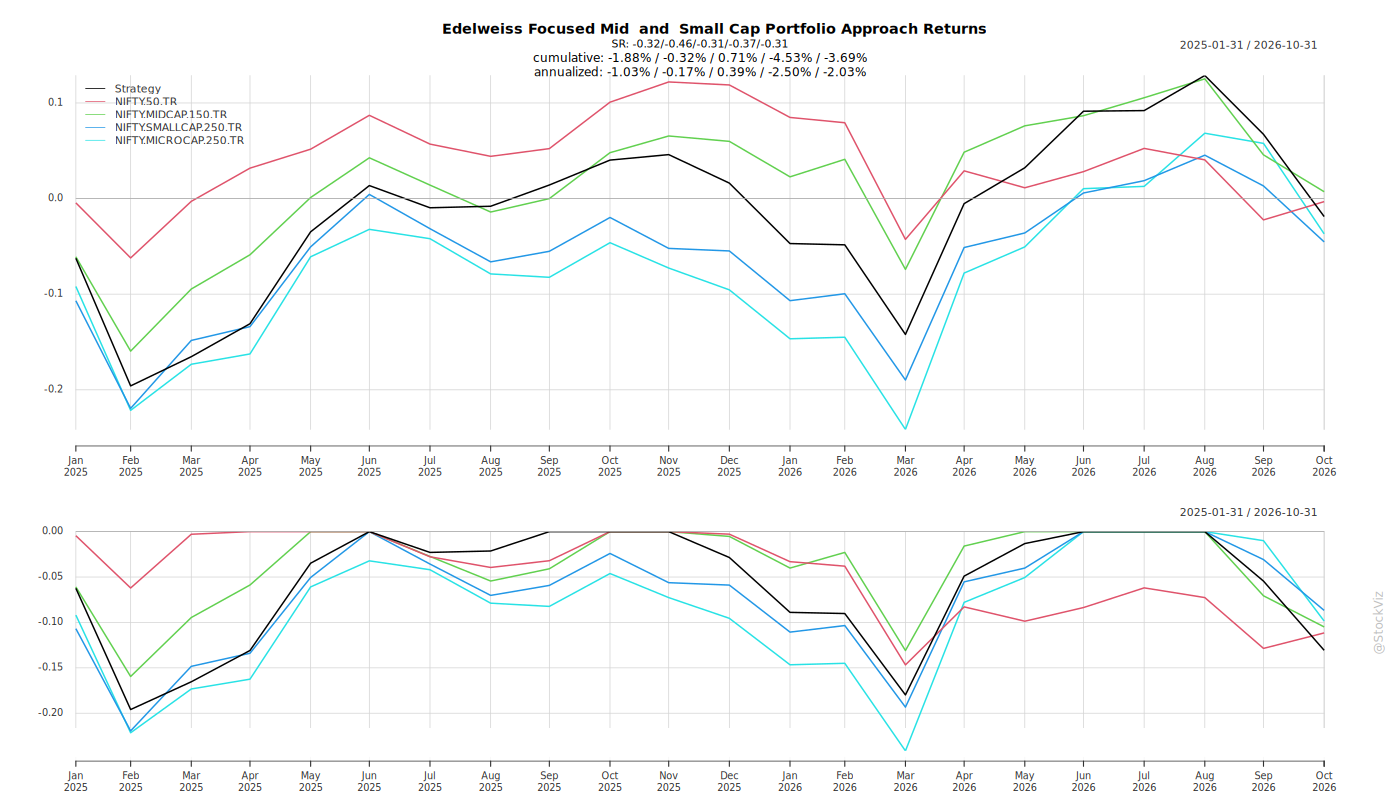 Edelweiss Focused Mid  and  Small Cap Portfolio Approach Returns
SR: -0.32/-0.46/-0.31/-0.37/-0.31
2025-01-31 / 2026-10-31
cumulative: -1.88% / -0.32% / 0.71% / -4.53% / -3.69%
annualized: -1.03% / -0.17% / 0.39% / -2.50% / -2.03%
Strategy
NIFTY.50.TR
NIFTY.MIDCAP.150.TR
NIFTY.SMALLCAP.250.TR
NIFTY.MICROCAP.250.TR
0.1
0.0
-0.1
-0.2
Jan Feb Mar Apr May Jun Jul Aug Sep Oct Nov Dec Jan Feb Mar Apr May Jun Jul Aug Sep Oct
2025 2025 2025 2025 2025 2025 2025 2025 2025 2025 2025 2025 2026 2026 2026 2026 2026 2026 2026 2026 2026 2026
2025-01-31 / 2026-10-31
0.00
-0.05
-0.10
-0.15
-0.20
Jan Feb Mar Apr May Jun Jul Aug Sep Oct Nov Dec Jan Feb Mar Apr May Jun Jul Aug Sep Oct
2025 2025 2025 2025 2025 2025 2025 2025 2025 2025 2025 2025 2026 2026 2026 2026 2026 2026 2026 2026 2026 2026
@StockViz